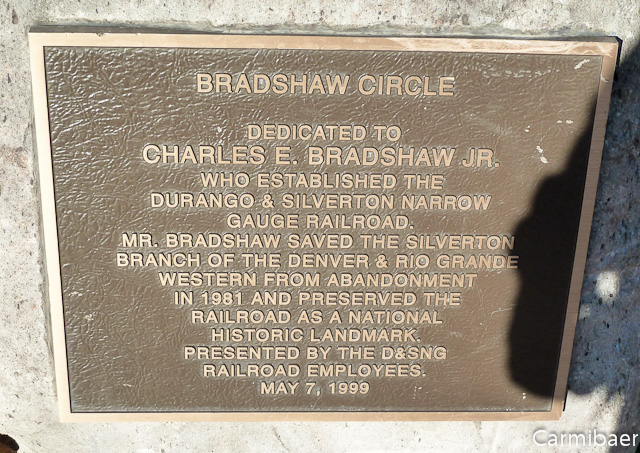 BRADSHAW CIRCLE
DEDICATED TO
CHARLES E. BRADSHAW JR.
WHO ESTABLISHED THE
DURANGO & SILVERTON NARROW
GAUGE RAILROAD.
MR. BRADSHAW SAVED THE SILVERTON
BRANCH OF THE DENVER & RIO GRANDE
WESTERN FROM ABANDONMENT
IN 1981 AND PRESERVED THE
RAILROAD AS A NATIONAL
HISTORIC LANDMARK.
PRESENTED BY THE D&SNG
RAILROAD EMPLOYEES.
MAY 7, 1999
Carmibaer